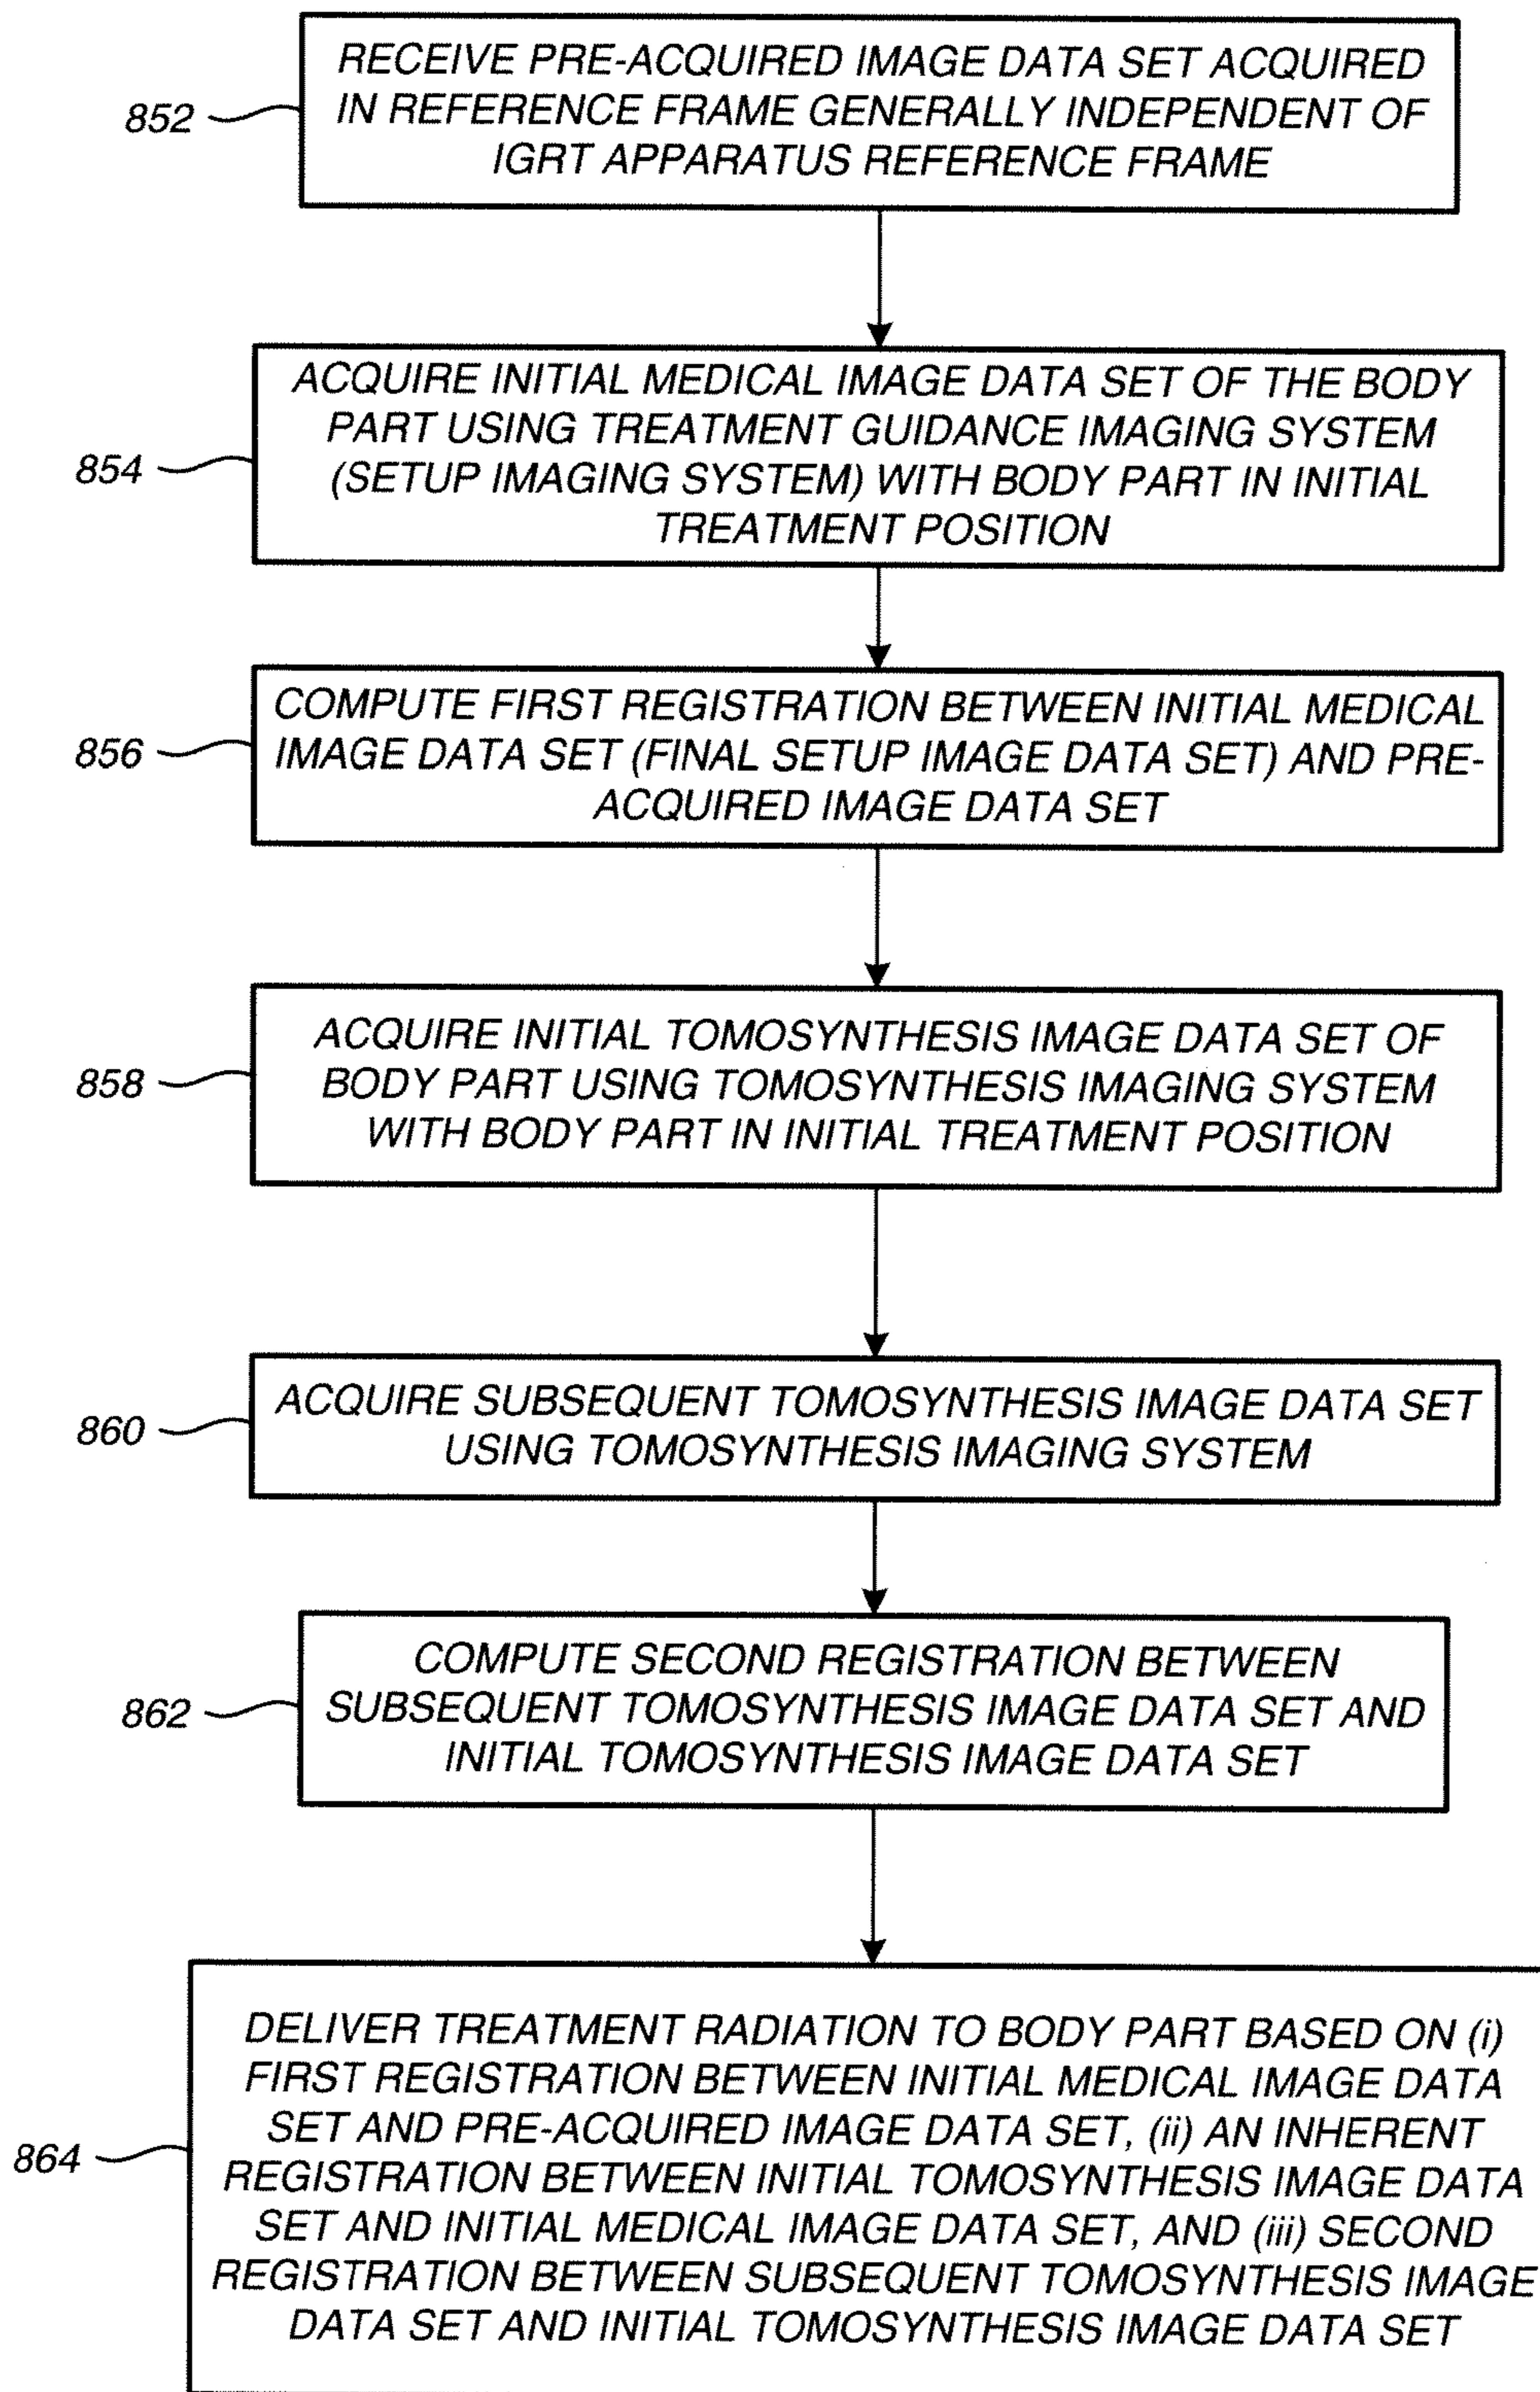 RECEIVE PRE-ACQUIRED IMAGE DATA SET ACQUIRED
IN REFERENCE FRAME GENERALLY INDEPENDENT OF
IGRT APPARATUS REFERENCE FRAME
852
ACQUIRE INITIAL MEDICAL IMAGE DATA SET OF THE BODY
PART USING TREATMENT GUIDANCE IMAGING SYSTEM
(SETUP IMAGING SYSTEM) WITH BODY PART IN INITIAL
TREATMENT POSITION
854
COMPUTE FIRST REGISTRATION BETWEEN INITIAL MEDICAL
IMAGE DATA SET (FINAL SETUP IMAGE DATA SET) AND PRE-
ACQUIRED IMAGE DATA SET
856
ACQUIRE INITIAL TOMOSYNTHESIS IMAGE DATA SET OF
BODY PART USING TOMOSYNTHESIS IMAGING SYSTEM
WITH BODY PART IN INITIAL TREATMENT POSITION
858
ACQUIRE SUBSEQUENT TOMOSYNTHESIS IMAGE DATA SET
USING TOMOSYNTHESIS IMAGING SYSTEM
860
COMPUTE SECOND REGISTRATION BETWEEN
SUBSEQUENT TOMOSYNTHESIS IMAGE DATA SET AND
INITIAL TOMOSYNTHESIS IMAGE DATA SET
862
DELIVER TREATMENT RADIATION TO BODY PART BASED ON (i)
FIRST REGISTRATION BETWEEN INITIAL MEDICAL IMAGE DATA
SET AND PRE-ACQUIRED IMAGE DATA SET, (ii) AN INHERENT
REGISTRATION BETWEEN INITIAL TOMOSYNTHESIS IMAGE DATA
SET AND INITIAL MEDICAL IMAGE DATA SET, AND (iii) SECOND
REGISTRATION BETWEEN SUBSEQUENT TOMOSYNTHESIS IMAGE
DATA SET AND INITIAL TOMOSYNTHESIS IMAGE DATA SET
864